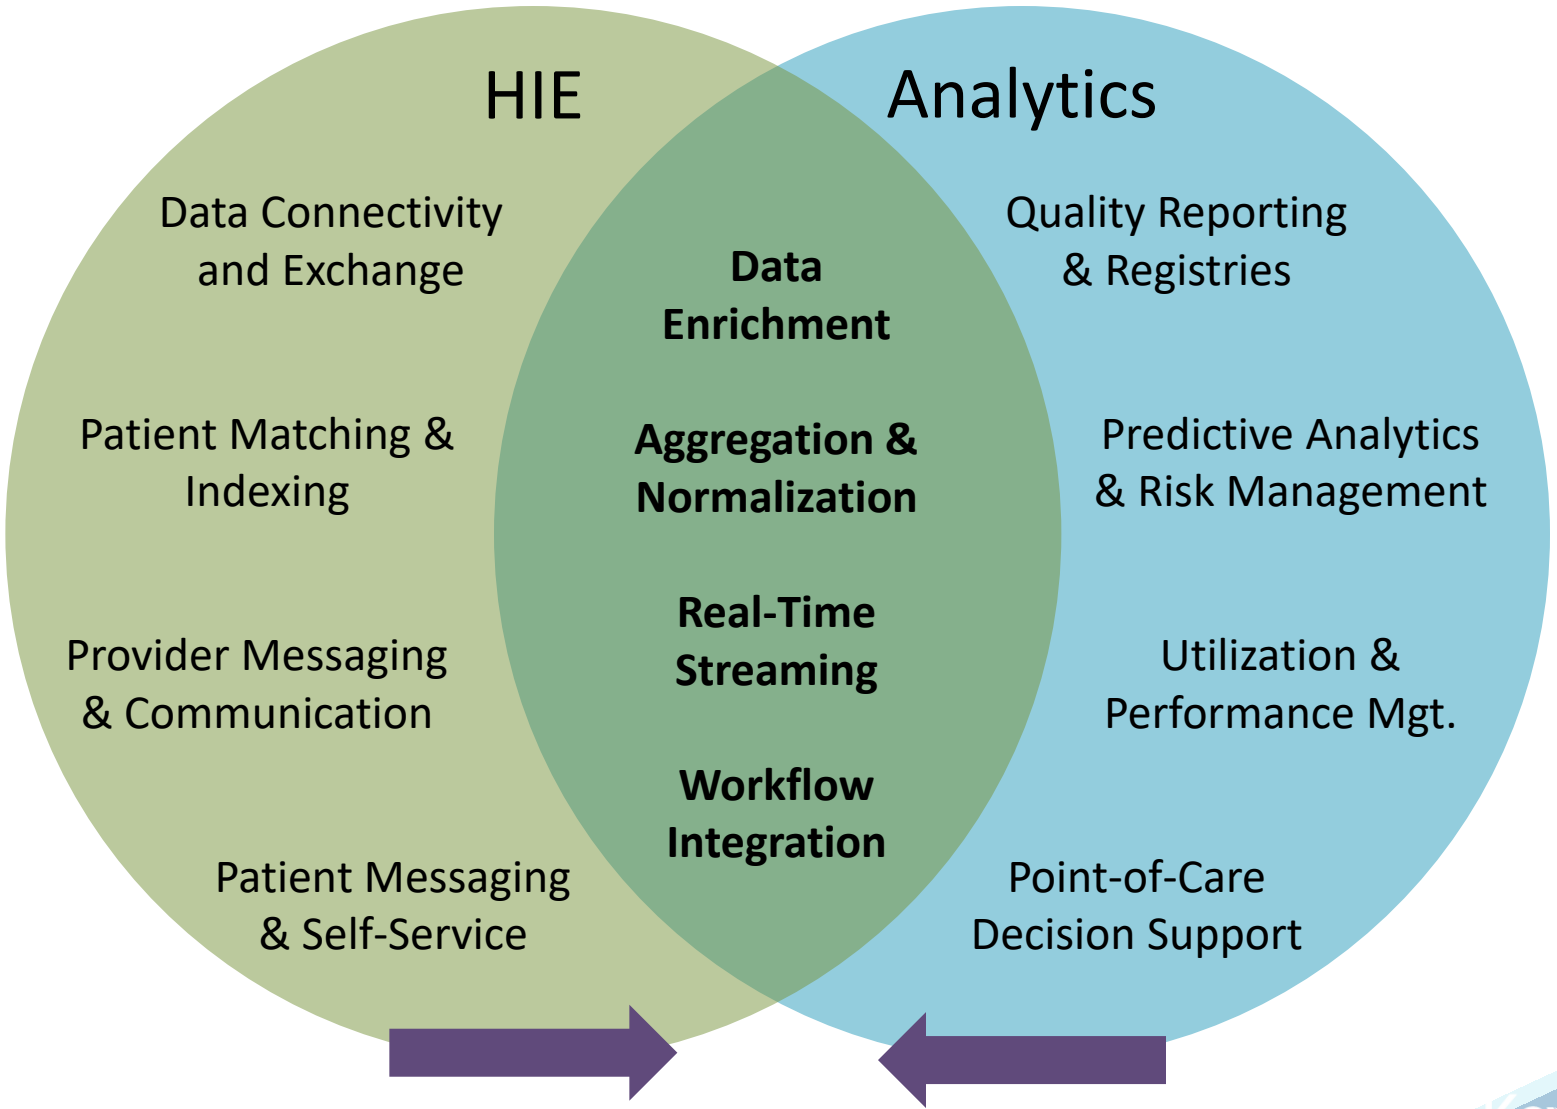 HIE
Data Connectivity
and Exchange
Patient Matching &
Indexing
Provider Messaging
& Communication
Patient Messaging
& Self-Service
Data
Enrichment
Aggregation &
Normalization
Real-Time
Streaming
Workflow
Integration
Analytics
Quality Reporting
& Registries
Predictive Analytics
& Risk Management
Utilization &
Performance Mgt.
Point-of-Care
Decision Support